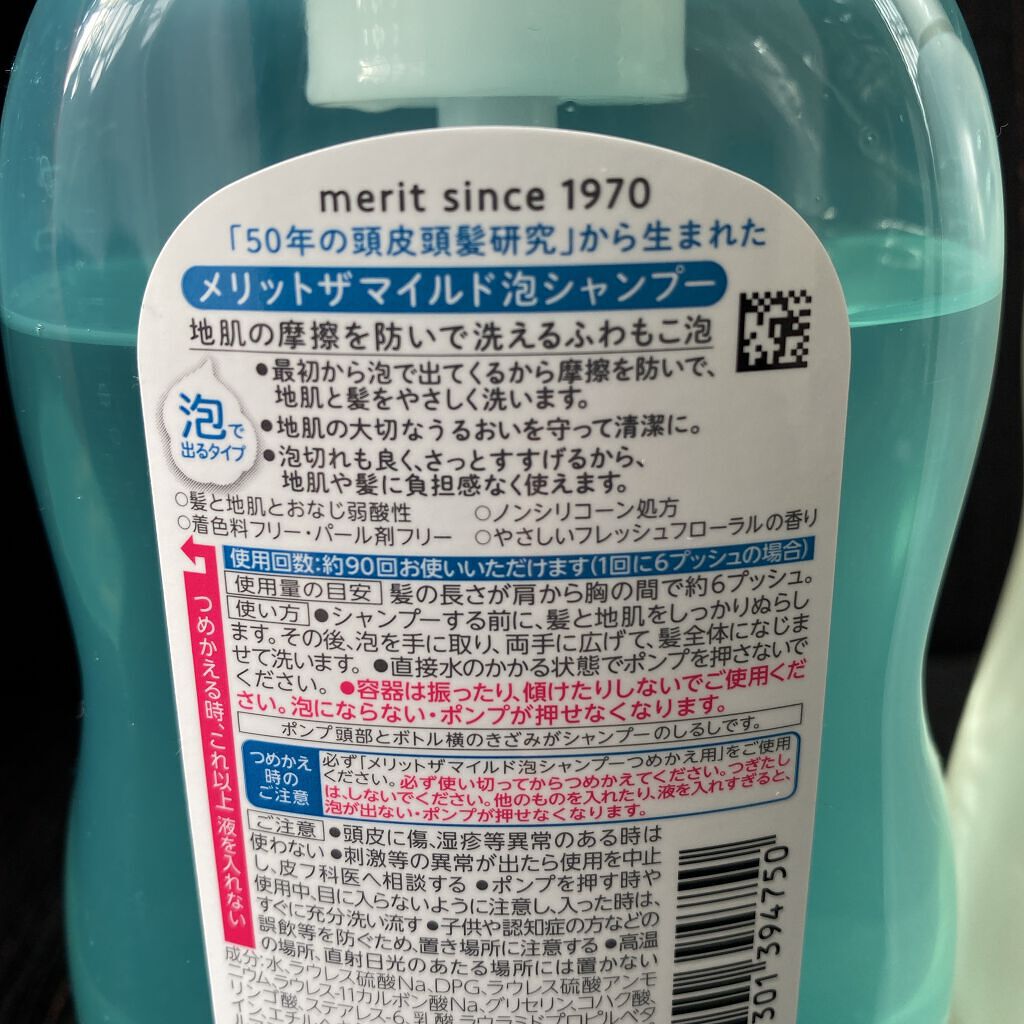 merit since 1970
「50年の頭皮頭髪研究」から生まれた
メリットザマイルド泡シャンプー
地肌の摩擦を防いで洗えるふわもこ泡
泡で
出るタイプ
●最初から泡で出てくるから摩擦を防いで、
地肌と髪をやさしく洗います。
●地肌の大切なうるおいを守って清潔に。
●泡切れも良く、さっとすすげるから、
地肌や髪に負担感なく使えます。
○髪と地肌とおなじ弱酸性 ○ノンシリコーン処方
○着色料フリー・パール剤フリー ○やさしいフレッシュフローラルの香り
つめかえる時、これ以上 液を入れない
使用回数:約90回お使いいただけます(1回に6プッシュの場合)
使用量の目安 髪の長さが肩から胸の間で約6プッシュ。
使い方 ●シャンプーする前に、髪と地肌をしっかりぬらし
ます。その後、泡を手に取り、両手に広げて、髪全体になじま
せて洗います。 ●直接水のかかる状態でポンプを押さないで
ください。 ●容器は振ったり、傾けたりしないでご使用くだ
さい。泡にならない・ポンプが押せなくなります。
ポンプ頭部とボトル横のきざみがシャンプーのしるしです。
つめかえ
時の
ご注意
必ず「メリットザマイルド泡シャンプーつめかえ用」をご使用
ください。必ず使い切ってからつめかえてください。つぎたし
は、しないでください。他のものを入れたり、液を入れすぎると、
泡が出ない・ポンプが押せなくなります。
ご注意 ●頭皮に傷、湿疹等異常のある時は
使わない ●刺激等の異常が出たら使用を中止
し、皮フ科医へ相談する ●ポンプを押す時や
使用中、目に入らないように注意し、入った時は、
すぐに充分洗い流す ●子供や認知症の方などの
誤飲等を防ぐため、置き場所に注意する ●高温
の場所、直射日光のあたる場所には置かない
成分:水、ラウレス硫酸Na、DPG、ラウレス硫酸アンモ
ニウム、ラウレス-11カルボン酸Na、グリセリン、コハク酸、
リンゴ酸、ステアレス-6、乳酸、ラウラミドプロピルベタ
301 394750